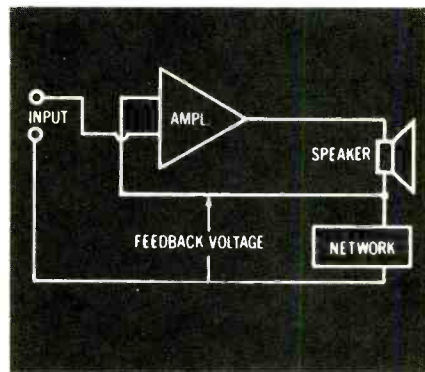 INPUT
AMPL.
SPEAKER
FEEDBACK VOLTAGE
NETWORK